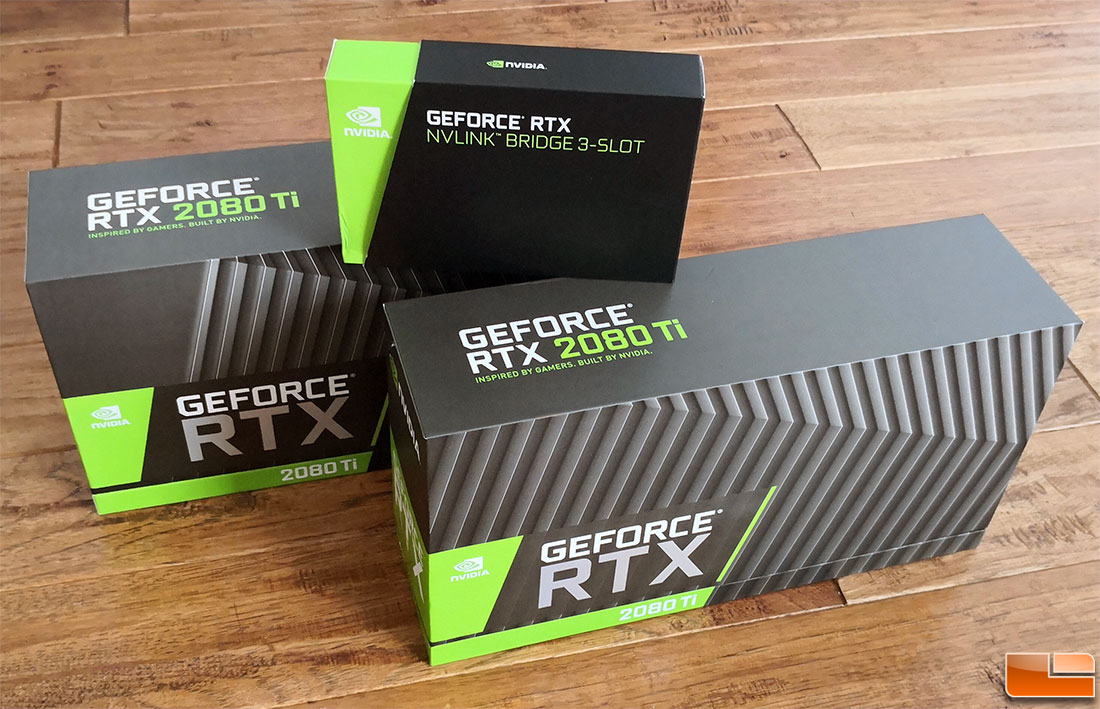 NVIDIA
NVIDIA
GEFORCE® RTX
NVLINK™ BRIDGE 3-SLOT
GEFORCE®
RTX 2080 Ti
INSPIRED BY GAMERS. BUILT BY NVIDIA.
NVIDIA
GEFORCE®
RTX
2080 Ti
GEFORCE®
RTX 2080 Ti
INSPIRED BY GAMERS. BUILT BY NVIDIA.
NVIDIA
GEFORCE®
RTX
2080 Ti